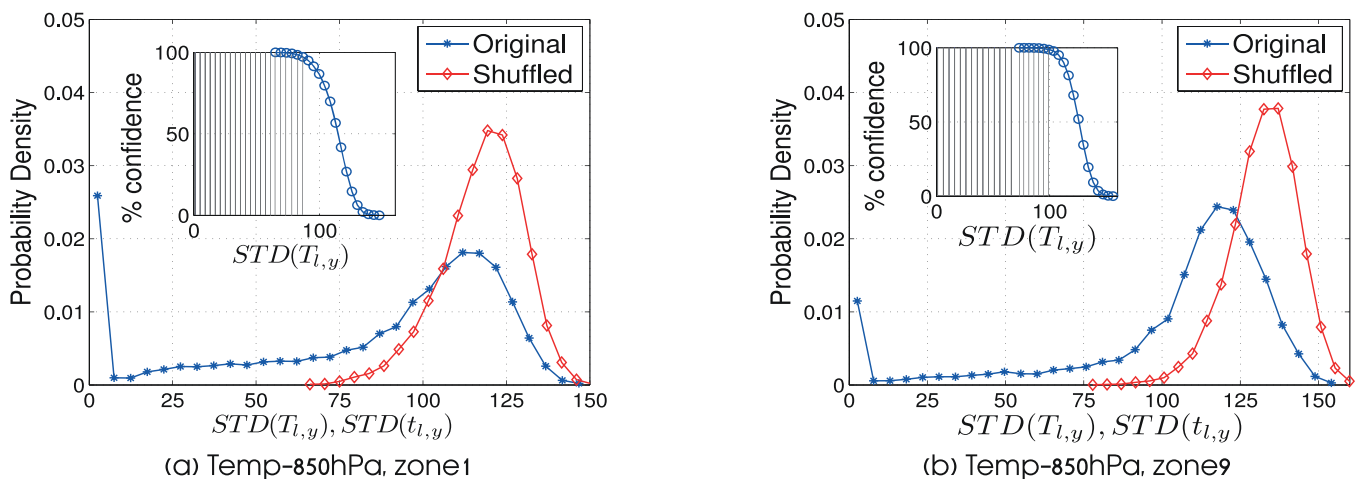 0.05
0.04
0.03
0.02
0.01
0
Probability Density
0 25 50 75 100 125 150
STD(T_{l,y}), STD(t_{l,y})
Original
Shuffled
100
50
0
% confidence
0 100
STD(T_{l,y})
(a) Temp-850hPa, zone1
0.05
0.04
0.03
0.02
0.01
0
Probability Density
0 25 50 75 100 125 150
STD(T_{l,y}), STD(t_{l,y})
Original
Shuffled
100
50
0
% confidence
0 100
STD(T_{l,y})
(b) Temp-850hPa, zone9